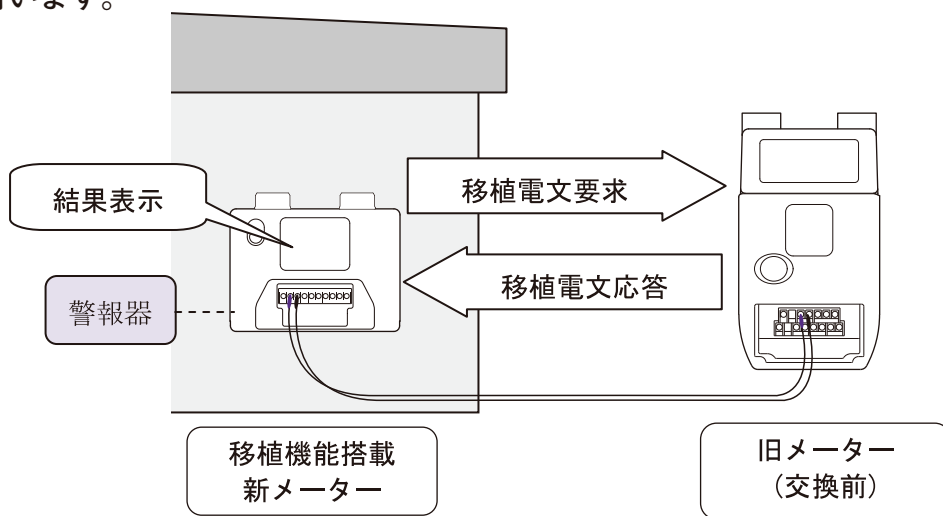 います。
移植電文要求
結果表示
移植電文応答
警報器
移植機能搭載
新メーター
旧メーター
(交換前)